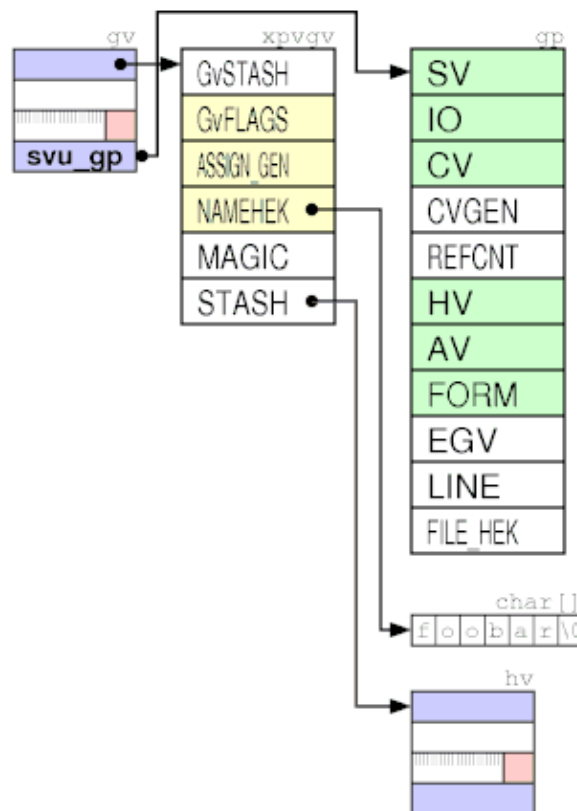 gv
svu_gp
xpvgv
GvSTASH
GvFLAGS
ASSIGN_GEN
NAMEHEK
MAGIC
STASH
gp
SV
IO
CV
CVGEN
REFCNT
HV
AV
FORM
EGV
LINE
FILE_HEK
char[]
f o o b a r \0
hv